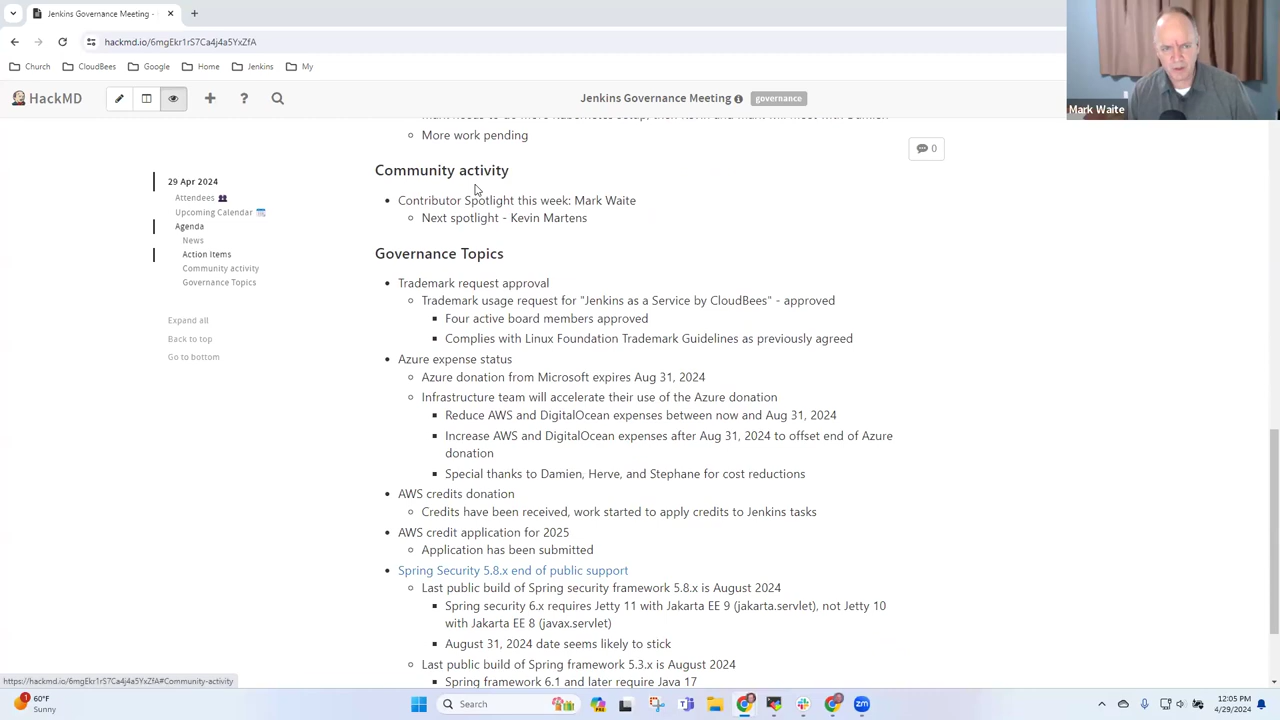 Jenkins Governance Meeting -
hackmd.io/6mgEkr1rS7Ca4j4a5YxZfA
Church
CloudBees
Google
Home
Jenkins
My
HackMD
Jenkins Governance Meeting
governance
Mark Waite
0
29 Apr 2024
Attendees
Upcoming Calendar
Agenda
News
Action Items
Community activity
Governance Topics
Expand all
Back to top
Go to bottom
More work pending
Community activity
Contributor Spotlight this week: Mark Waite
Next spotlight - Kevin Martens
Governance Topics
Trademark request approval
Trademark usage request for "Jenkins as a Service by CloudBees" - approved
Four active board members approved
Complies with Linux Foundation Trademark Guidelines as previously agreed
Azure expense status
Azure donation from Microsoft expires Aug 31, 2024
Infrastructure team will accelerate their use of the Azure donation
Reduce AWS and DigitalOcean expenses between now and Aug 31, 2024
Increase AWS and DigitalOcean expenses after Aug 31, 2024 to offset end of Azure
donation
Special thanks to Damien, Herve, and Stephane for cost reductions
AWS credits donation
Credits have been received, work started to apply credits to Jenkins tasks
AWS credit application for 2025
Application has been submitted
Spring Security 5.8.x end of public support
Last public build of Spring security framework 5.8.x is August 2024
Spring security 6.x requires Jetty 11 with Jakarta EE 9 (jakarta.servlet), not Jetty 10
with Jakarta EE 8 (javax.servlet)
August 31, 2024 date seems likely to stick
Last public build of Spring framework 5.3.x is August 2024
Spring framework 6.1 and later require Java 17
https://hackmd.io/6mgEkr1rS7Ca4j4a5YxZfA#Community-activity
1
60°F
Sunny
Search
12:05 PM
4/29/2024